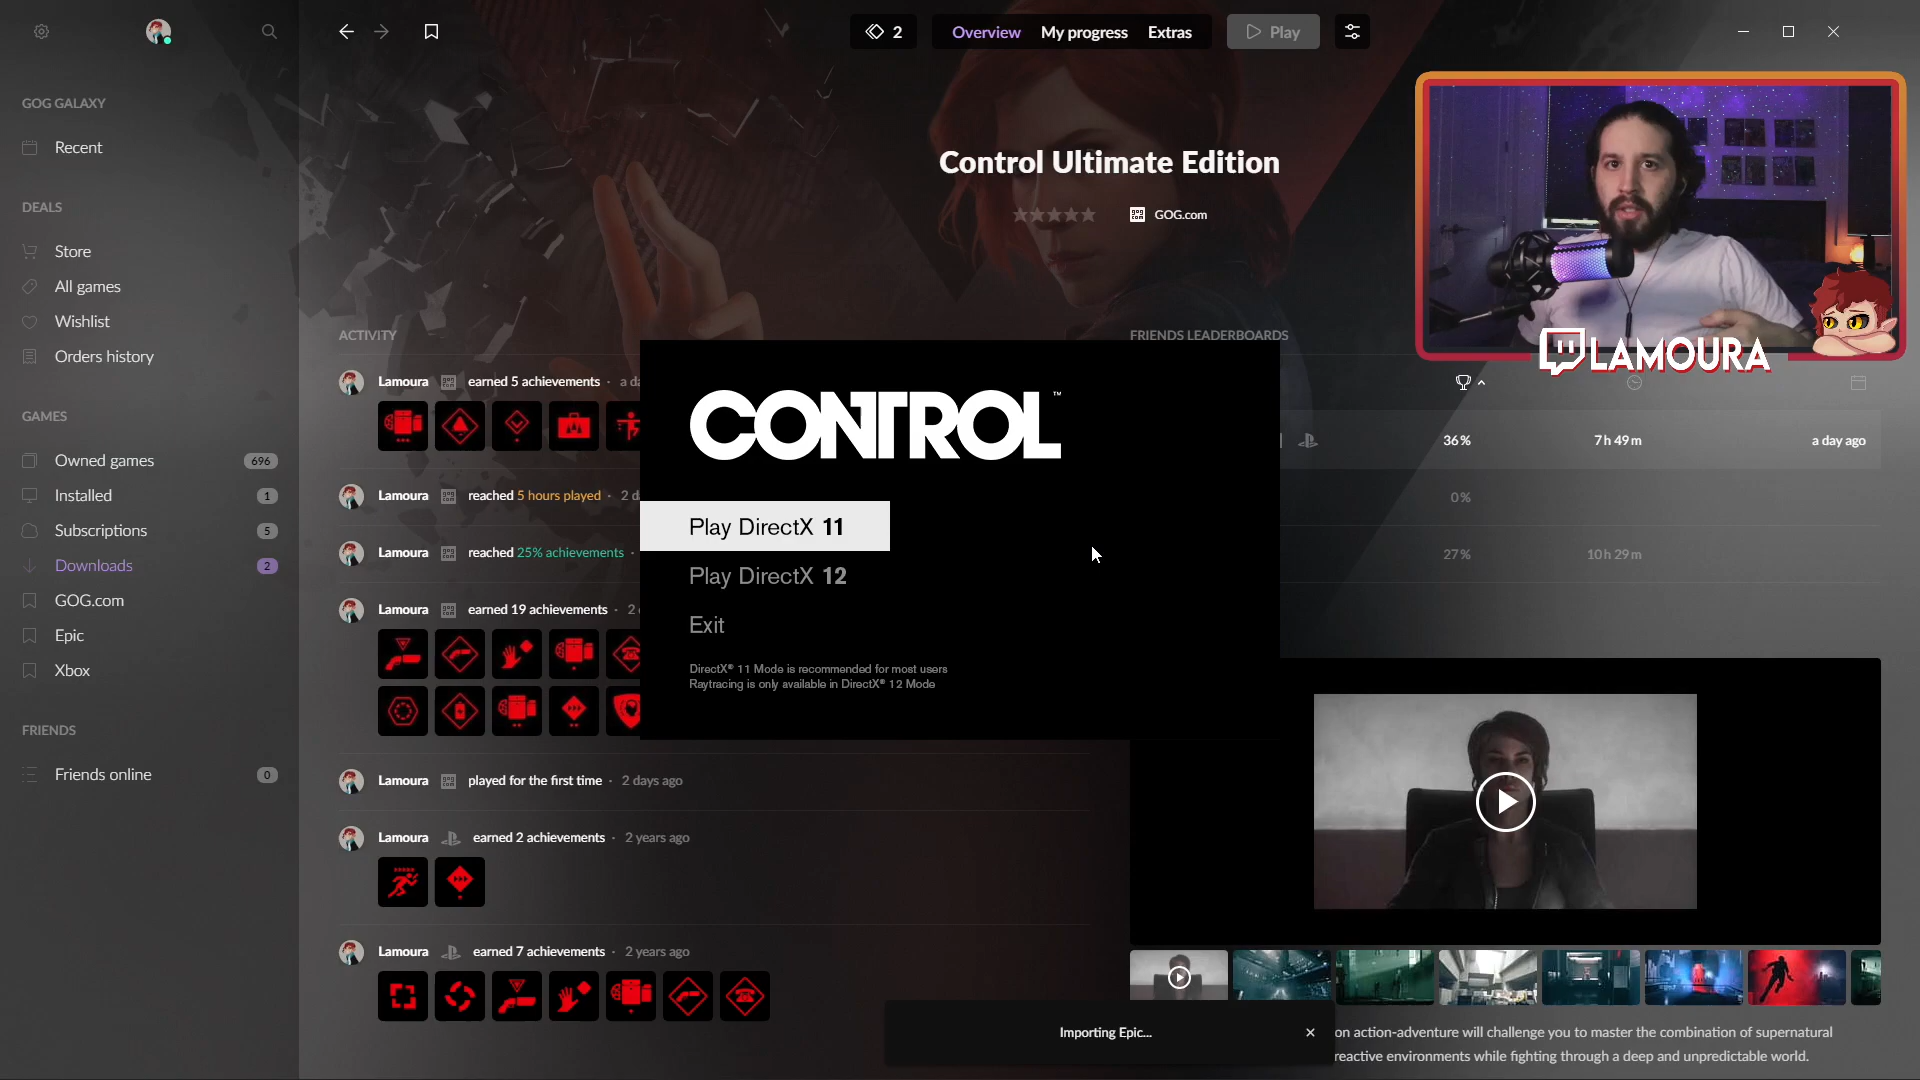 2
Overview
My progress
Extras
Play
GOG GALAXY
Recent
DEALS
Store
All games
Wishlist
Orders history
GAMES
Owned games 696
Installed 1
Subscriptions 5
Downloads 2
GOG.com
Epic
Xbox
FRIENDS
Friends online 0
Control Ultimate Edition
GOG.com
LAMOURA
ACTIVITY
Lamoura earned 5 achievements ·
Lamoura reached 5 hours played ·
Lamoura reached 25% achievements ·
Lamoura earned 19 achievements ·
Lamoura played for the first time · 2 days ago
Lamoura earned 2 achievements · 2 years ago
Lamoura earned 7 achievements · 2 years ago
CONTROL™
Play DirectX 11
Play DirectX 12
Exit
DirectX® 11 Mode is recommended for most users
Raytracing is only available in DirectX® 12 Mode
FRIENDS LEADERBOARDS
36% 7h 49m a day ago
0%
27% 10h 29m
Importing Epic...
on action-adventure will challenge you to master the combination of supernatural
reactive environments while fighting through a deep and unpredictable world.